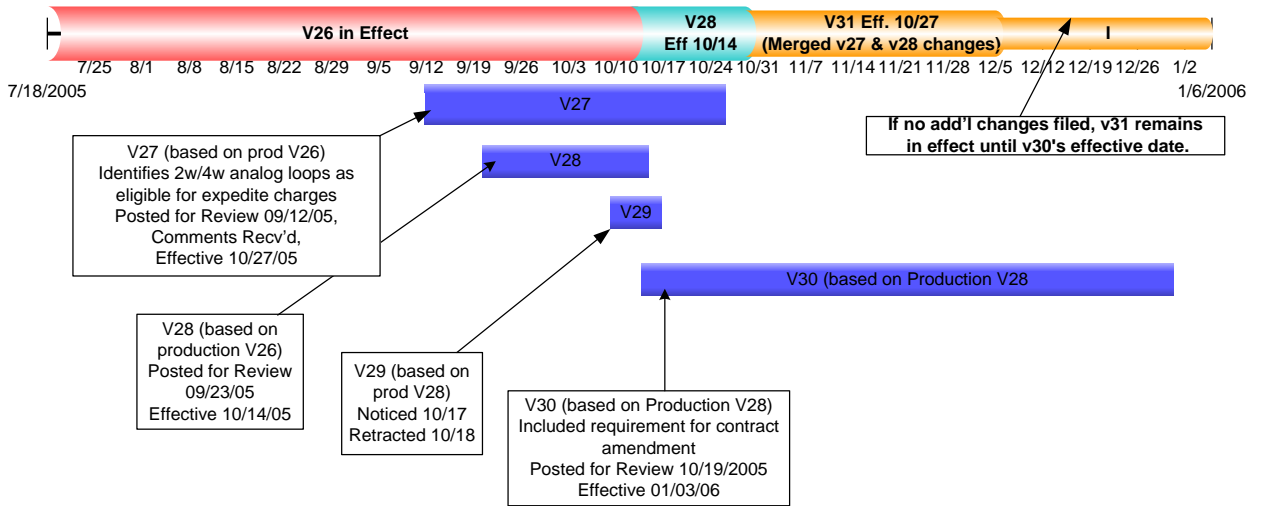 V26 in Effect
V28
Eff 10/14
V31 Eff. 10/27
(Merged v27 & v28 changes)
I
7/25 8/1 8/8 8/15 8/22 8/29 9/5 9/12 9/19 9/26 10/3 10/10 10/17 10/24 10/31 11/7 11/14 11/21 11/28 12/5 12/12 12/19 12/26 1/2
7/18/2005
1/6/2006
V27
If no add'l changes filed, v31 remains
in effect until v30's effective date.
V27 (based on prod V26)
Identifies 2w/4w analog loops as
eligible for expedite charges
Posted for Review 09/12/05,
Comments Recv'd,
Effective 10/27/05
V28
V29
V30 (based on Production V28
V28 (based on
production V26)
Posted for Review
09/23/05
Effective 10/14/05
V29 (based on
prod V28)
Noticed 10/17
Retracted 10/18
V30 (based on Production V28)
Included requirement for contract
amendment
Posted for Review 10/19/2005
Effective 01/03/06